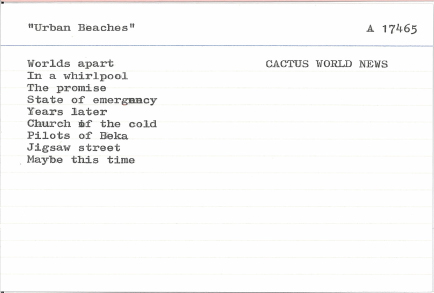 "Urban Beaches" A 17465
Worlds apart CACTUS WORLD NEWS
In a whirlpool
The promise
State of emergency
Years later
Church of the cold
Pilots of Beka
Jigsaw street
Maybe this time